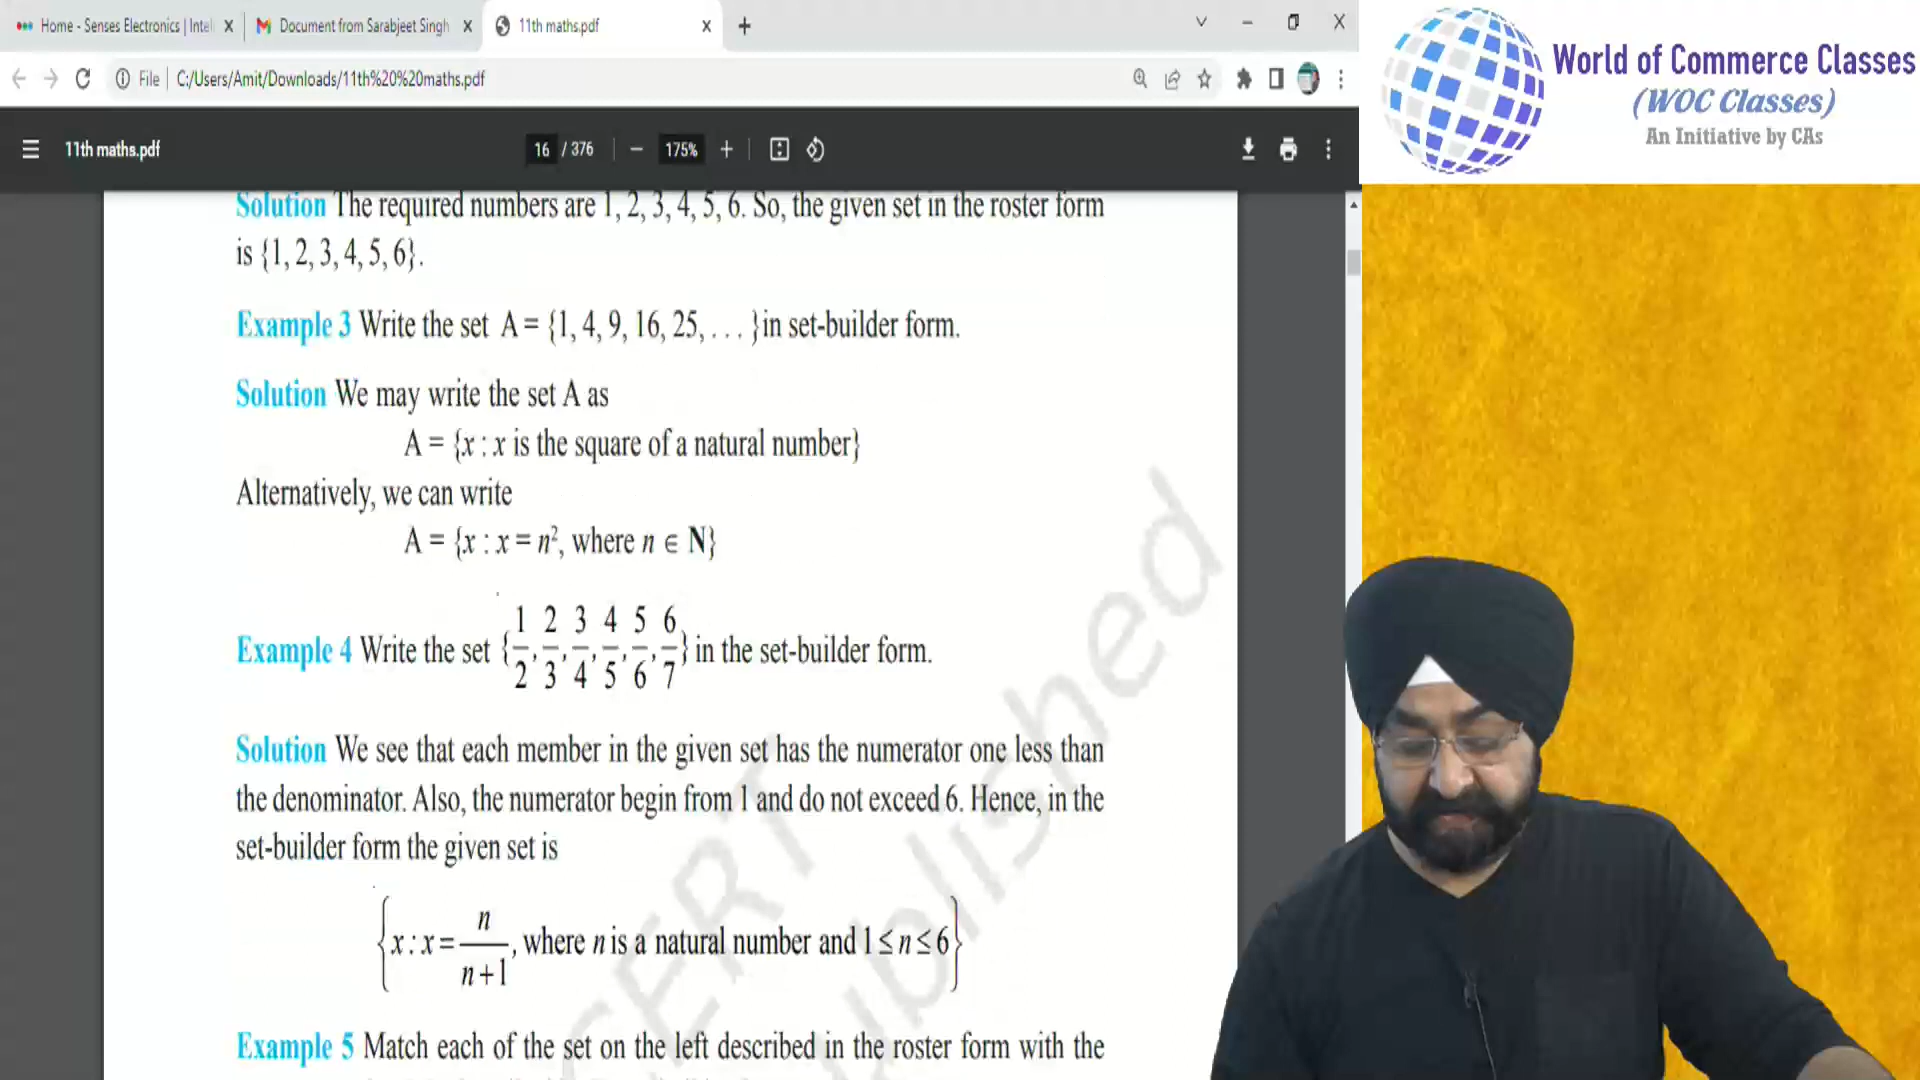 Home - Senses Electronics | Intel
Document from Sarabjeet Singh
11th maths.pdf
File
C:/Users/Amit/Downloads/11th%20%20maths.pdf
11th maths.pdf
16 / 376
175%
World of Commerce Classes
(WOC Classes)
An Initiative by CAs
Solution The required numbers are 1, 2, 3, 4, 5, 6. So, the given set in the roster form
is {1, 2, 3, 4, 5, 6}.
Example 3 Write the set A = {1, 4, 9, 16, 25, . . . }in set-builder form.
Solution We may write the set A as
A = {x : x is the square of a natural number}
Alternatively, we can write
A = {x : x = n², where n ∈ N}
Example 4 Write the set {1/2, 2/3, 3/4, 4/5, 5/6, 6/7} in the set-builder form.
Solution We see that each member in the given set has the numerator one less than
the denominator. Also, the numerator begin from 1 and do not exceed 6. Hence, in the
set-builder form the given set is
{x : x = n/(n+1), where n is a natural number and 1 ≤ n ≤ 6}
Example 5 Match each of the set on the left described in the roster form with the